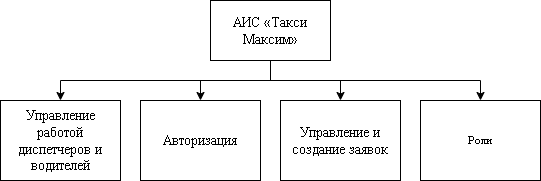 АИС «Такси
Максим»
Управление
работой
диспетчеров и
водителей
Авторизация
Управление и
создание заявок
Роли